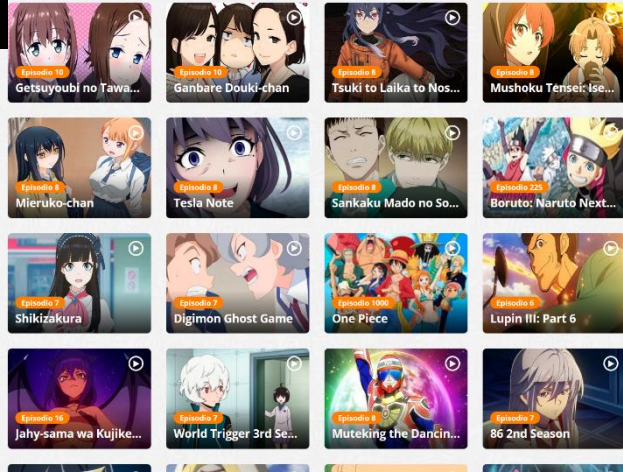 Episodio 10
Getsuyoubi no Tawa...
Episodio 10
Ganbare Douki-chan
Episodio 8
Tsuki to Laika to Nos...
Episodio 8
Mushoku Tensei: Ise...
Episodio 8
Mieruko-chan
Episodio 8
Tesla Note
Episodio 8
Sankaku Mado no So...
Episodio 225
Boruto: Naruto Next...
Episodio 7
Shikizakura
Episodio 7
Digimon Ghost Game
Episodio 1000
One Piece
Episodio 6
Lupin III: Part 6
Episodio 16
Jahy-sama wa Kujike...
Episodio 7
World Trigger 3rd Se...
Episodio 8
Muteking the Dancin...
Episodio 7
86 2nd Season